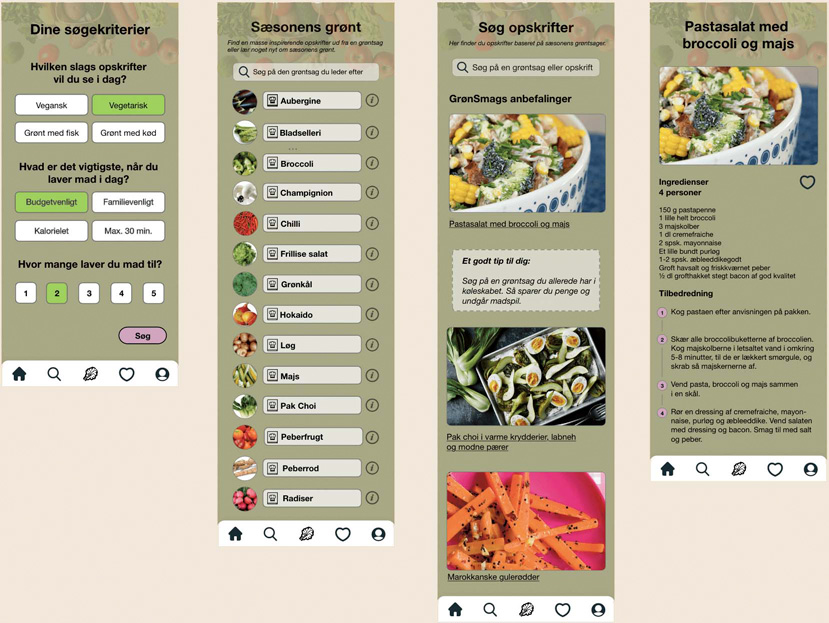 Dine søgekriterier
Hvilken slags opskrifter
vil du se i dag?
Vegansk
Vegetarisk
Grønt med fisk
Grønt med kød
Hvad er det vigtigste, når du
laver mad i dag?
Budgetvenligt
Familievenligt
Kalorielet
Max. 30 min.
Hvor mange laver du mad til?
1
2
3
4
5
Søg
Sæsonens grønt
Find en masse inspirerende opskrifter ud fra en grøntsag
eller lær noget nyt om sæsonens grønt.
Søg på den grøntsag du leder efter
Aubergine
i
Bladselleri
i
...
Broccoli
i
Champignion
i
Chilli
i
Frillise salat
i
Grønkål
i
Hokaido
i
Løg
i
Majs
i
Pak Choi
i
Peberfrugt
i
Peberrod
i
Radiser
i
Søg opskrifter
Her finder du opskrifter baseret på sæsonens grøntsager.
Søg på en grøntsag eller opskrift
GrønSmags anbefalinger
Pastasalat med broccoli og majs
Et godt tip til dig:
Søg på en grøntsag du allerede har i
køleskabet. Så sparer du penge og
undgår madspil.
Pak choi i varme krydderier, labneh
og modne pærer
Marokkanske gulerødder
Pastasalat med
broccoli og majs
Ingredienser
4 personer
150 g pastapenne
1 lille helt broccoli
3 majskolber
1 dl cremefraiche
2 spsk. mayonnaise
Et lille bundt purløg
1-2 spsk. æbleeddikegodt
Groft havsalt og friskkværnet peber
½ dl grofthakket stegt bacon af god kvalitet
Tilbedredning
1 Kog pastaen efter anvisningen på pakken.
2 Skær alle broccolibuketterne af broccolien.
Kog majskolberne i letsaltet vand i omkring
5-8 minutter, til de er lækkert smørgule, og
skrab så majskernerne af.
3 Vend pasta, broccoli og majs sammen
i en skål.
4 Rør en dressing af cremefraiche, mayon-
naise, purløg og æbleeddike. Vend salaten
med dressing og bacon. Smag til med salt
og peber.